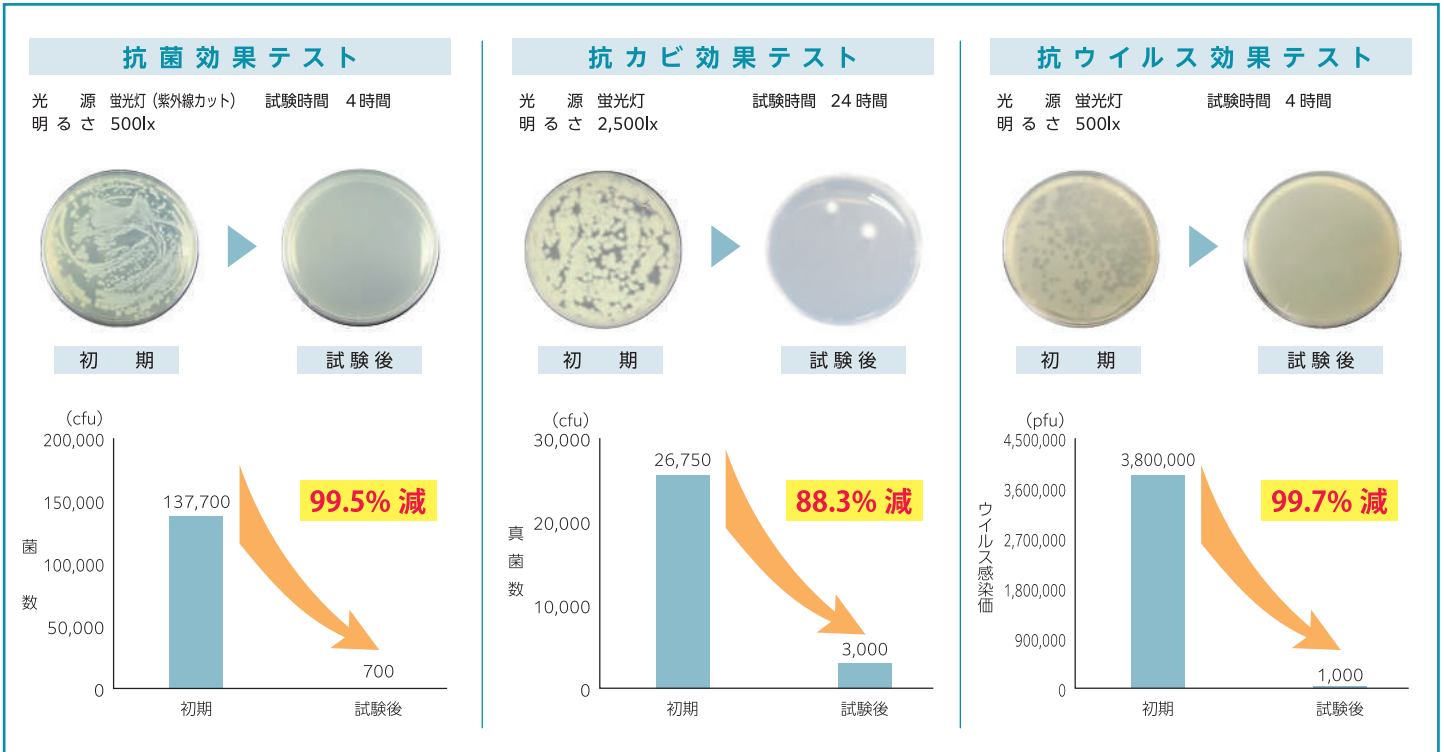 抗菌効果テスト
光源 蛍光灯（紫外線カット） 試験時間 4時間
明るさ 500lx
初期
試験後
（cfu）
200,000
150,000
100,000
50,000
0
菌数
137,700
700
99.5% 減
初期
試験後
抗カビ効果テスト
光源 蛍光灯 試験時間 24時間
明るさ 2,500lx
初期
試験後
（cfu）
30,000
20,000
10,000
0
真菌数
26,750
3,000
88.3% 減
初期
試験後
抗ウイルス効果テスト
光源 蛍光灯 試験時間 4時間
明るさ 500lx
初期
試験後
（pfu）
4,500,000
3,600,000
2,700,000
1,800,000
900,000
0
ウイルス感染価
3,800,000
1,000
99.7% 減
初期
試験後